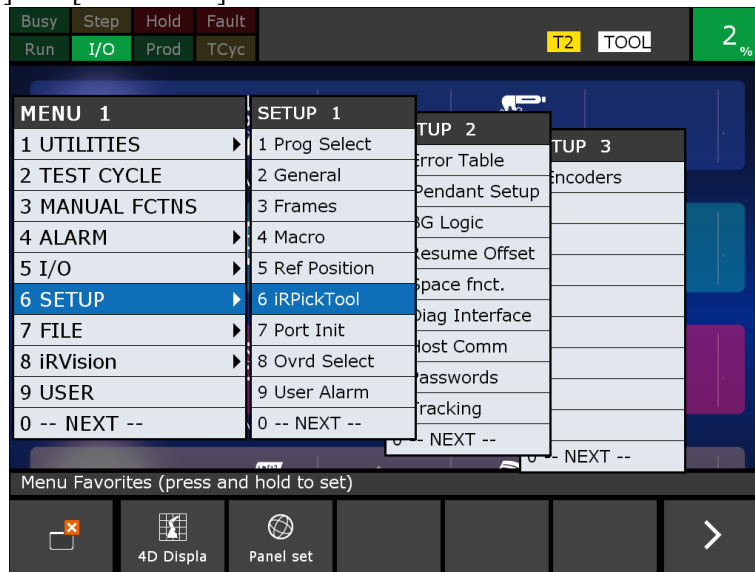 Busy Step Hold Fault
Run I/O Prod TCyc
T2 TOOL
2 %
MENU 1
1 UTILITIES
2 TEST CYCLE
3 MANUAL FCTNS
4 ALARM
5 I/O
6 SETUP
7 FILE
8 iRVision
9 USER
0 -- NEXT --
SETUP 1
1 Prog Select
2 General
3 Frames
4 Macro
5 Ref Position
6 iRPickTool
7 Port Init
8 Ovrd Select
9 User Alarm
0 -- NEXT --
TUP 2
Error Table
Pendant Setup
BG Logic
Resume Offset
Space fnct.
Diag Interface
Host Comm
Passwords
Tracking
0 -- NEXT --
TUP 3
Encoders
0 -- NEXT --
Menu Favorites (press and hold to set)
4D Displa
Panel set